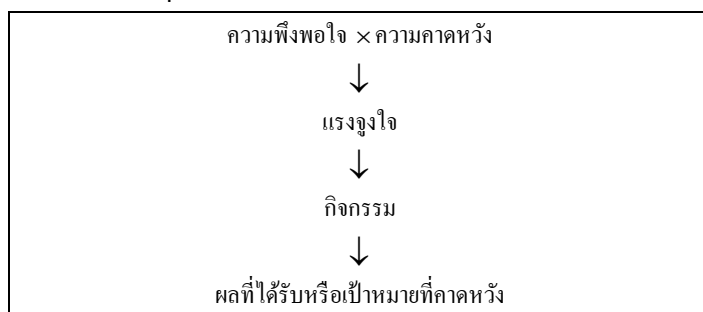 ความพึงพอใจ × ความคาดหวัง
↓
แรงจูงใจ
↓
กิจกรรม
↓
ผลที่ได้รับหรือเป้าหมายที่คาดหวัง